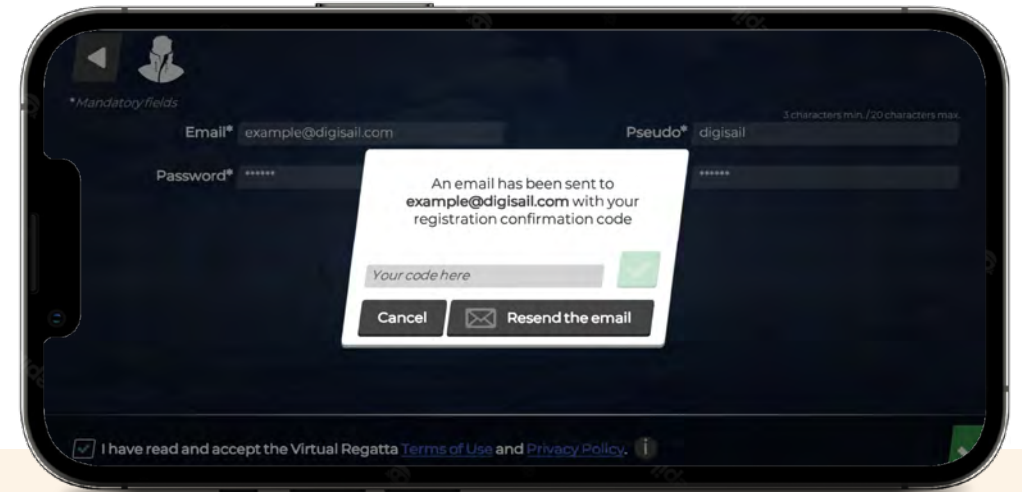 *Mandatory fields
3 characters min. / 20 characters max.
Email* example@digisail.com Pseudo* digisail
Password* ****** ******
An email has been sent to
example@digisail.com with your
registration confirmation code
Your code here
Cancel Resend the email
I have read and accept the Virtual Regatta Terms of Use and Privacy Policy. i